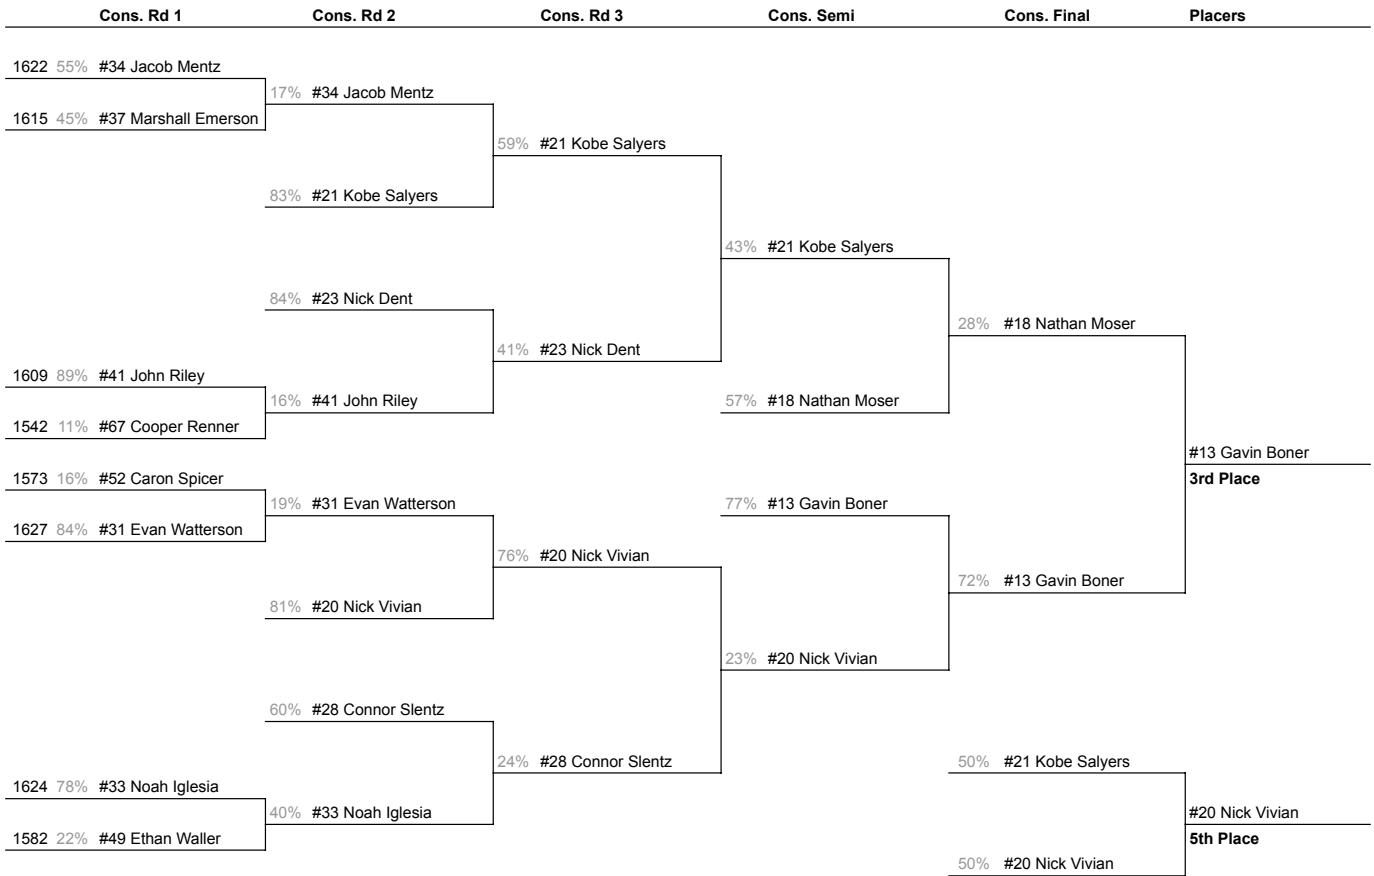 Cons. Rd 1 Cons. Rd 2 Cons. Rd 3 Cons. Semi Cons. Final Placers
1622 55% #34 Jacob Mentz
17% #34 Jacob Mentz
1615 45% #37 Marshall Emerson
59% #21 Kobe Salyers
83% #21 Kobe Salyers
43% #21 Kobe Salyers
84% #23 Nick Dent
28% #18 Nathan Moser
41% #23 Nick Dent
1609 89% #41 John Riley
16% #41 John Riley
57% #18 Nathan Moser
1542 11% #67 Cooper Renner
#13 Gavin Boner
1573 16% #52 Caron Spicer
3rd Place
19% #31 Evan Watterson
77% #13 Gavin Boner
1627 84% #31 Evan Watterson
76% #20 Nick Vivian
72% #13 Gavin Boner
81% #20 Nick Vivian
23% #20 Nick Vivian
60% #28 Connor Slentz
24% #28 Connor Slentz
50% #21 Kobe Salyers
1624 78% #33 Noah Iglesia
40% #33 Noah Iglesia
#20 Nick Vivian
1582 22% #49 Ethan Waller
5th Place
50% #20 Nick Vivian